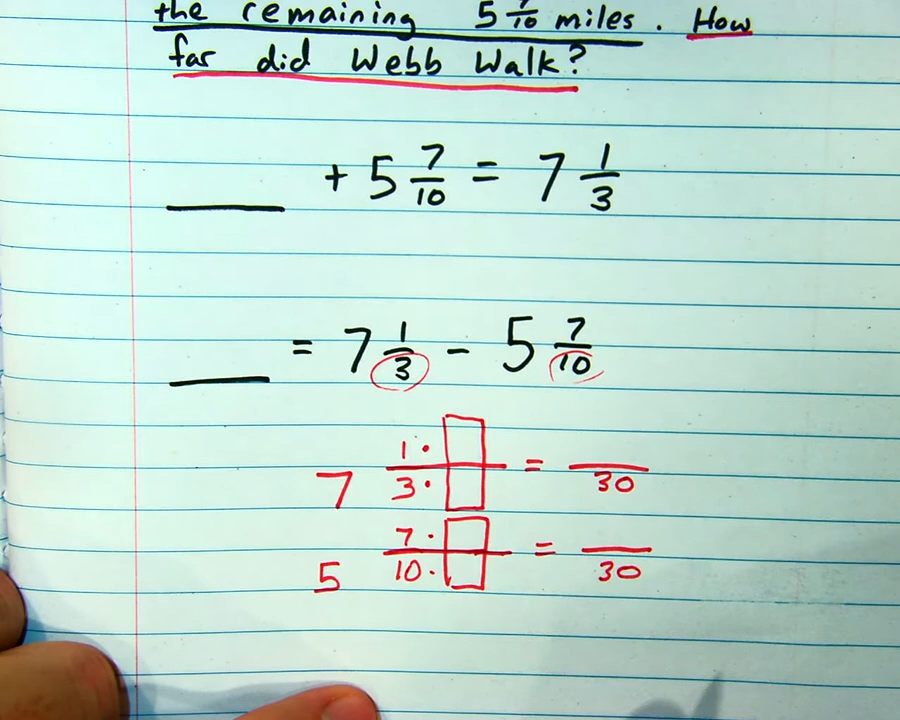 the remaining 5 7/10 miles. How
far did Webb Walk?
___ + 5 7/10 = 7 1/3
___ = 7 1/3 - 5 7/10
7 1·□/3·□ = __/30
5 7·□/10·□ = __/30